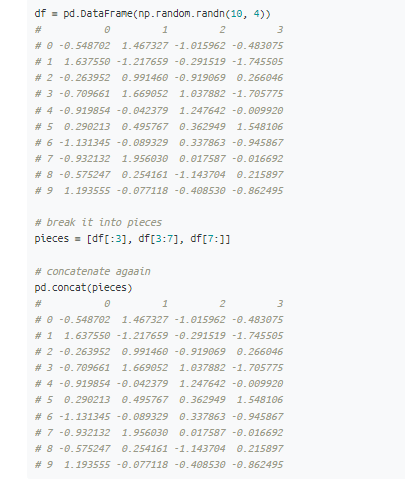 df = pd.DataFrame(np.random.randn(10, 4))
#          0         1         2         3
# 0 -0.548702  1.467327 -1.015962 -0.483075
# 1  1.637550 -1.217659 -0.291519 -1.745505
# 2 -0.263952  0.991460 -0.919069  0.266046
# 3 -0.709661  1.669052  1.037882 -1.705775
# 4 -0.919854 -0.042379  1.247642 -0.009920
# 5  0.290213  0.495767  0.362949  1.548106
# 6 -1.131345 -0.089329  0.337863 -0.945867
# 7 -0.932132  1.956030  0.017587 -0.016692
# 8 -0.575247  0.254161 -1.143704  0.215897
# 9  1.193555 -0.077118 -0.408530 -0.862495
# break it into pieces
pieces = [df[:3], df[3:7], df[7:]]
# concatenate agaain
pd.concat(pieces)
#          0         1         2         3
# 0 -0.548702  1.467327 -1.015962 -0.483075
# 1  1.637550 -1.217659 -0.291519 -1.745505
# 2 -0.263952  0.991460 -0.919069  0.266046
# 3 -0.709661  1.669052  1.037882 -1.705775
# 4 -0.919854 -0.042379  1.247642 -0.009920
# 5  0.290213  0.495767  0.362949  1.548106
# 6 -1.131345 -0.089329  0.337863 -0.945867
# 7 -0.932132  1.956030  0.017587 -0.016692
# 8 -0.575247  0.254161 -1.143704  0.215897
# 9  1.193555 -0.077118 -0.408530 -0.862495